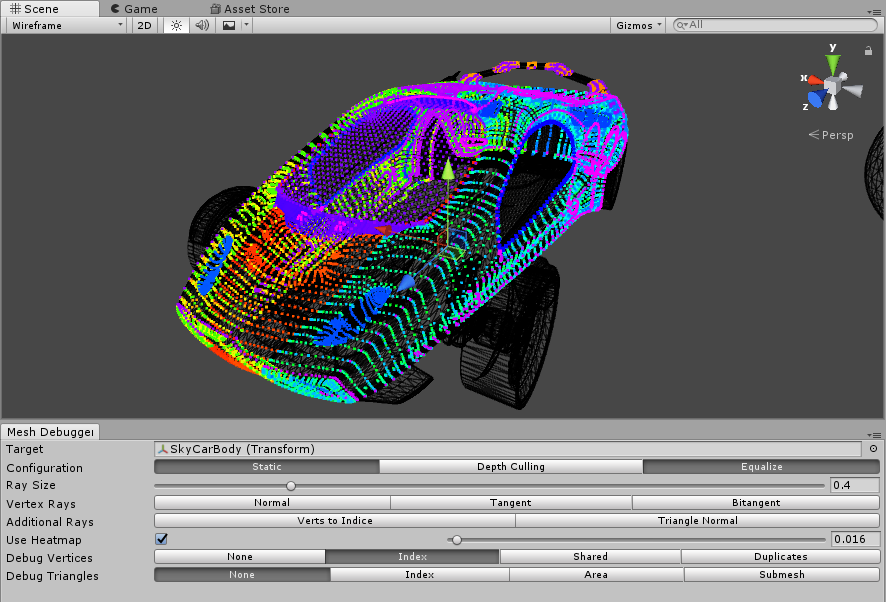 Scene Game Asset Store
Wireframe 2D Gizmos All
y
x
z
Persp
Mesh Debugger
Target SkyCarBody (Transform)
Configuration Static Depth Culling Equalize
Ray Size 0.4
Vertex Rays Normal Tangent Bitangent
Additional Rays Verts to Indice Triangle Normal
Use Heatmap 0.016
Debug Vertices None Index Shared Duplicates
Debug Triangles None Index Area Submesh